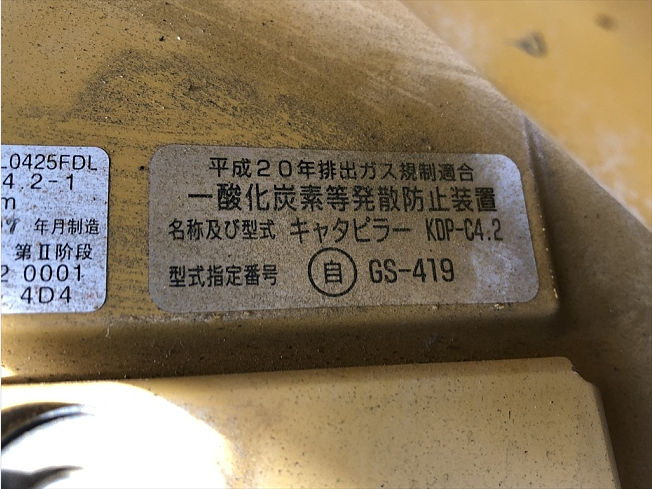 L0425FDL
4.2-1
m
年月制造
第Ⅱ阶段
2 0001
4D4
平成20年排出ガス規制適合
一酸化炭素等発散防止装置
名称及び型式 キャタピラー KDP-C4.2
型式指定番号 自 GS-419